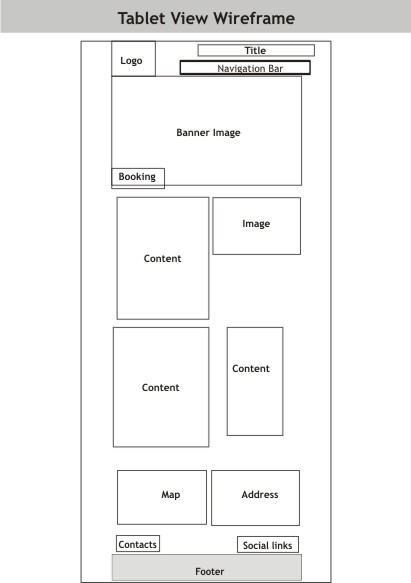 Tablet View Wireframe
Logo
Title
Navigation Bar
Banner Image
Booking
Content
Image
Content
Content
Map
Address
Contacts
Social links
Footer